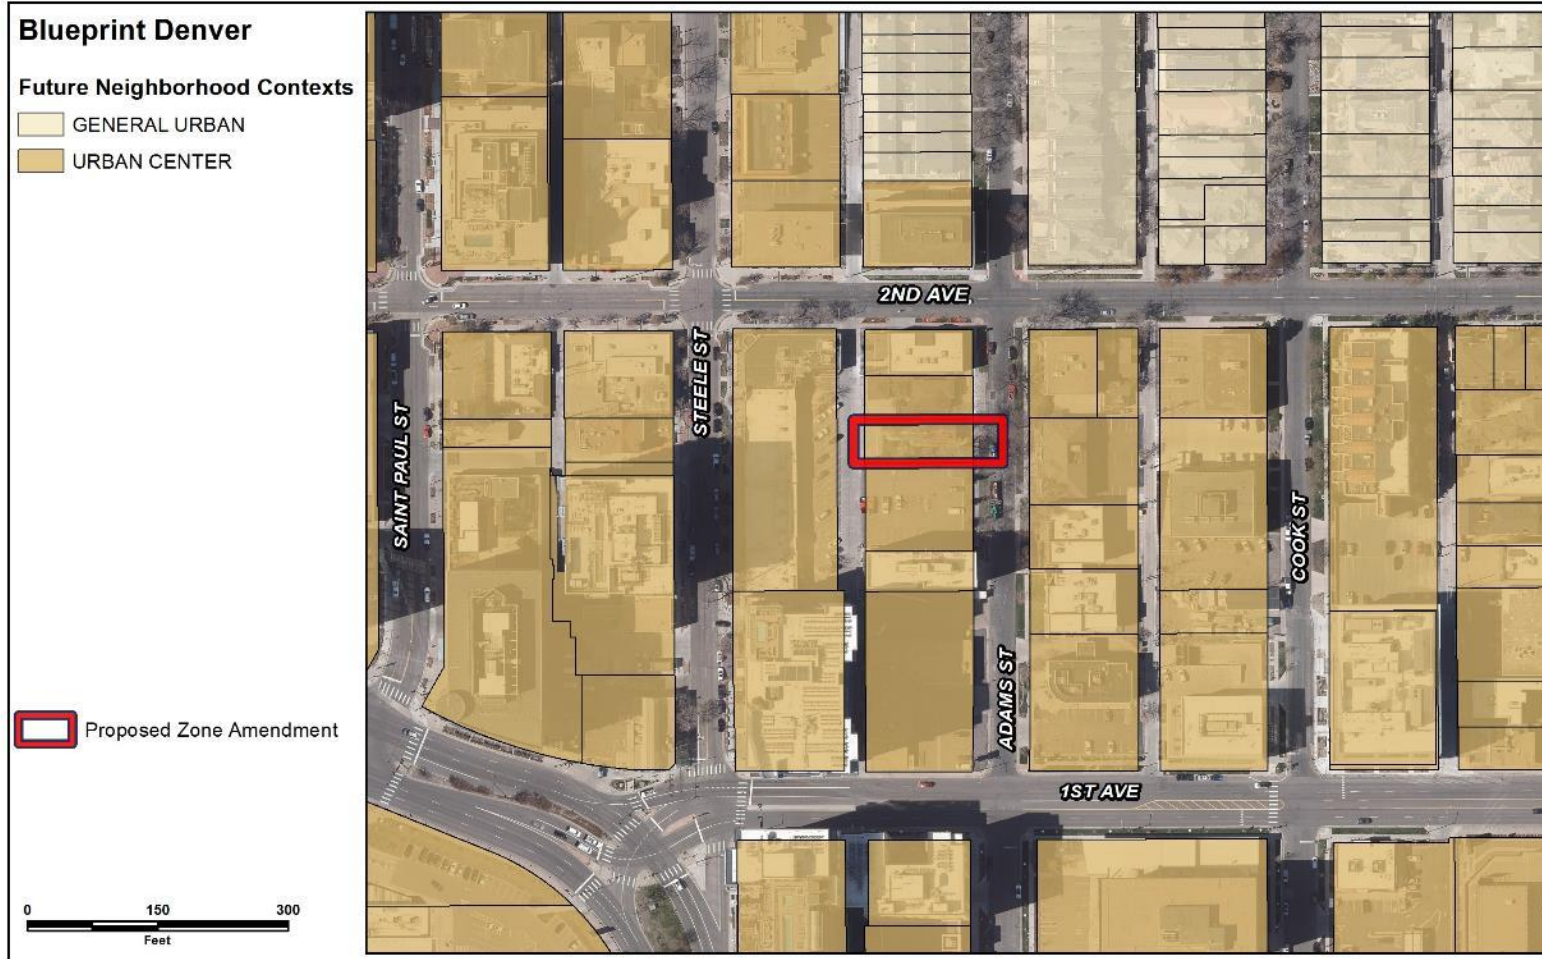 Blueprint Denver
Future Neighborhood Contexts
GENERAL URBAN
URBAN CENTER
2ND AVE
STEELE ST
SAINT PAUL ST
COOK ST
ADAMS ST
Proposed Zone Amendment
1ST AVE
0 150 300
Feet